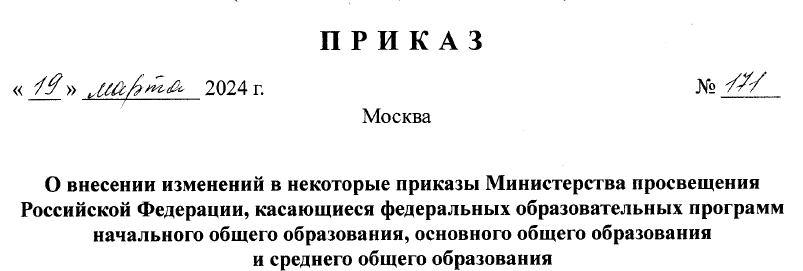 ПРИКАЗ
« 19 » марта 2024 г. № 171
Москва
О внесении изменений в некоторые приказы Министерства просвещения
Российской Федерации, касающиеся федеральных образовательных программ
начального общего образования, основного общего образования
и среднего общего образования